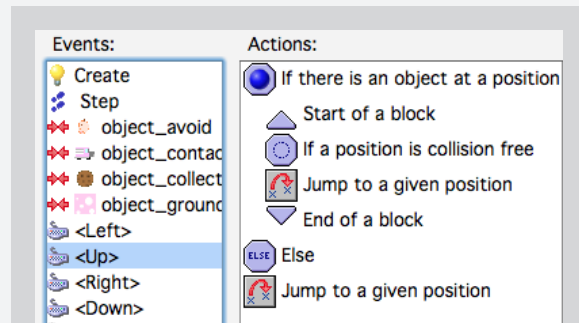 Events:
Create
Step
object_avoid
object_contac
object_collect
object_ground
<Left>
<Up>
<Right>
<Down>
Actions:
If there is an object at a position
Start of a block
If a position is collision free
Jump to a given position
End of a block
ELSE Else
Jump to a given position